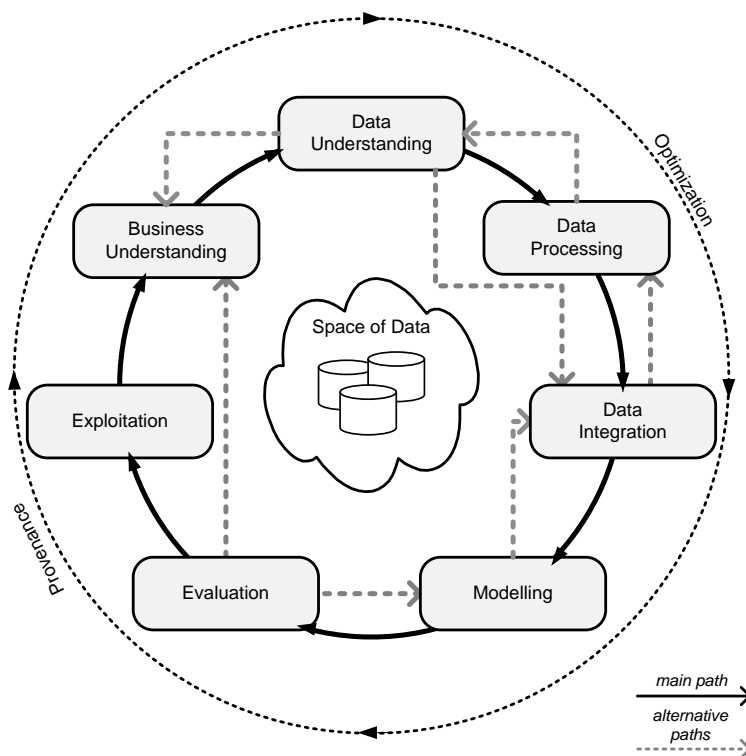 Data
Understanding
Optimization
Business
Understanding
Data
Processing
Space of Data
Exploitation
Data
Integration
Provenance
Evaluation
Modelling
main path
alternative
paths